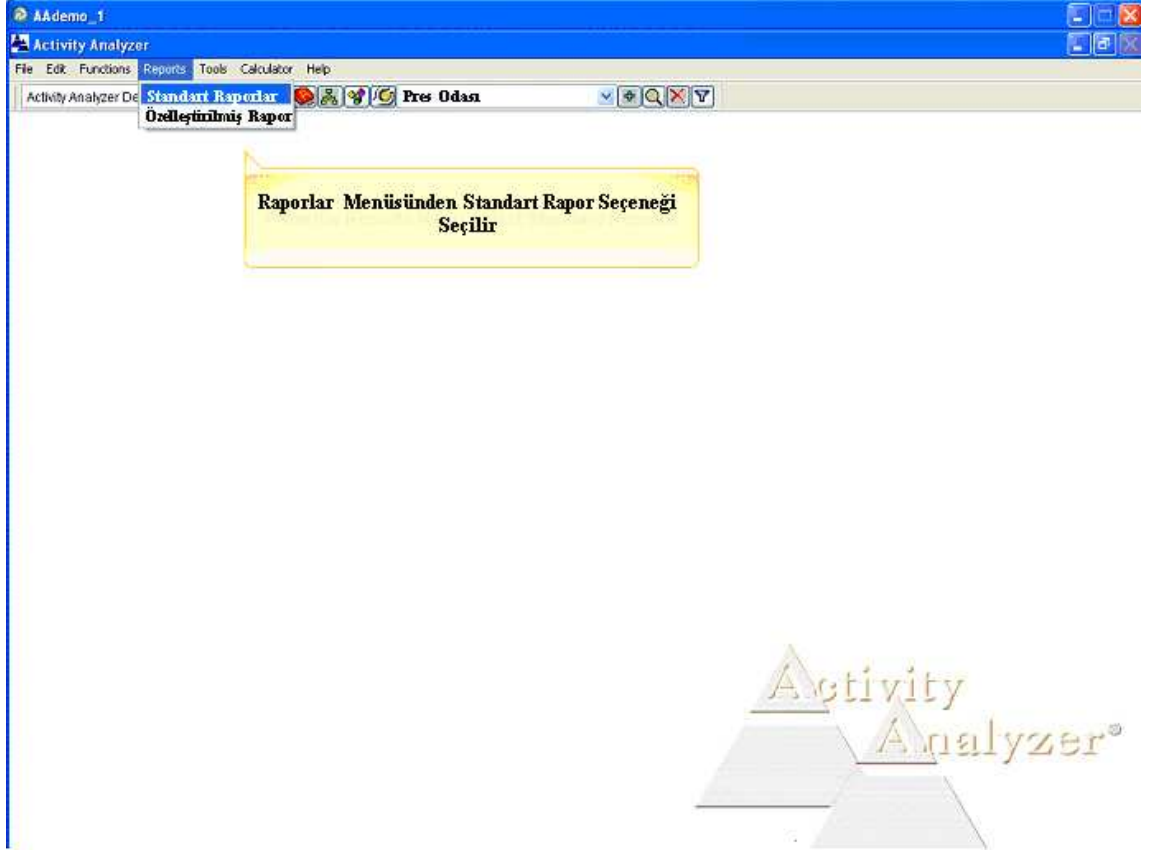 AAdemo_1
Activity Analyzer
File Edit Functions Reports Tools Calculator Help
Activity Analyzer De Standart Raporlar Pres Odası
Özelleştirilmiş Rapor
Raporlar Menüsünden Standart Rapor Seçeneği
Seçilir
Activity
Analyzer®